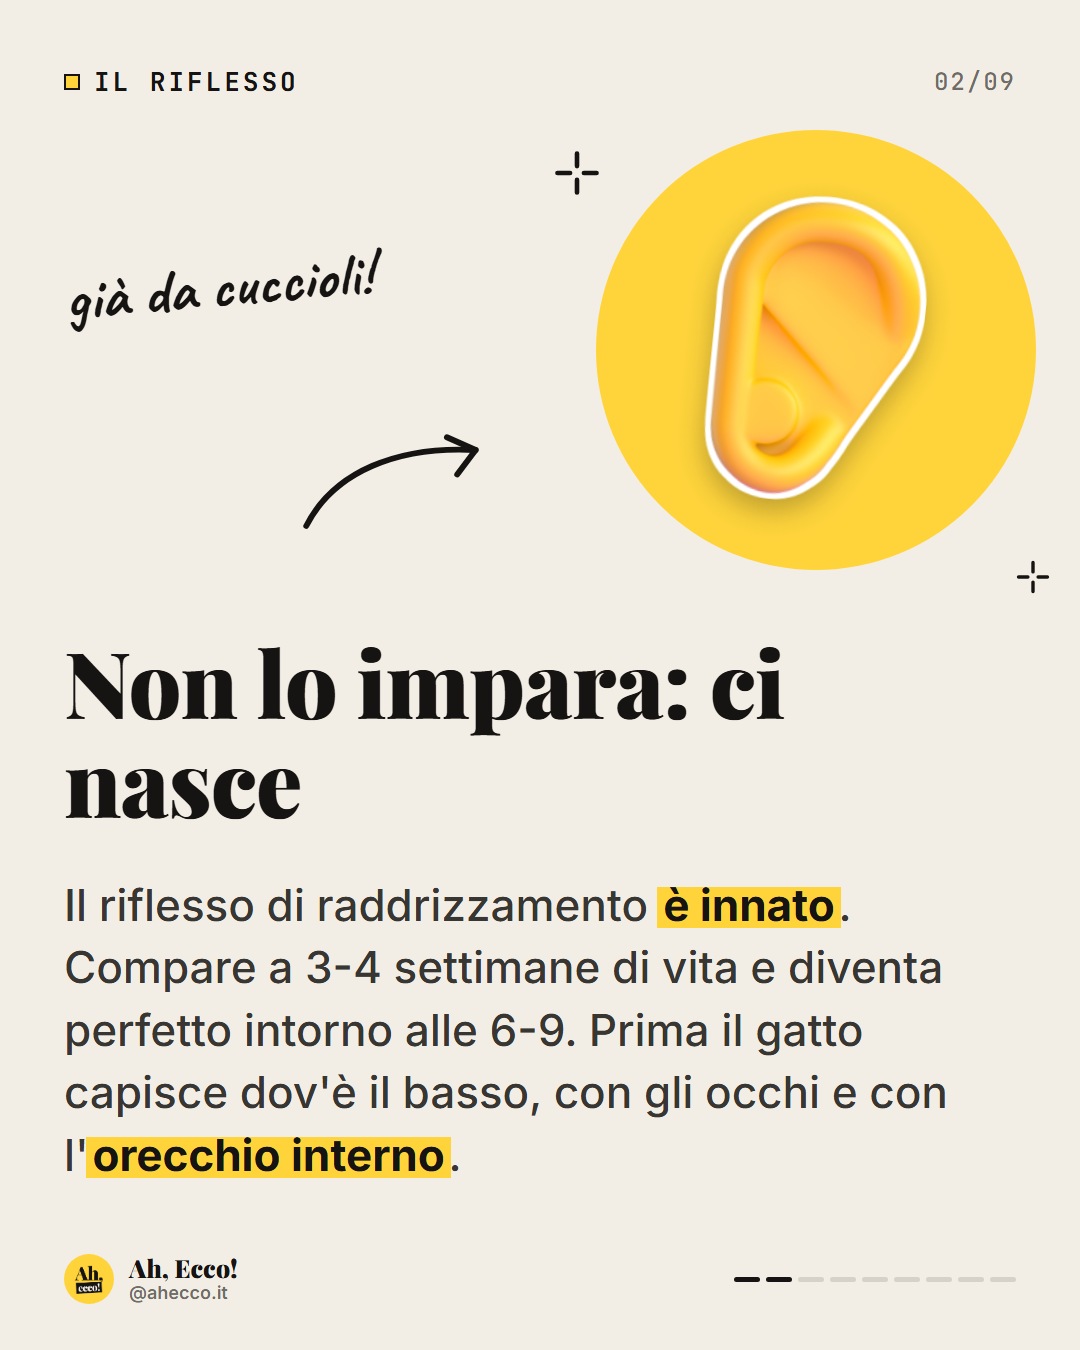 IL RIFLESSO
02/09
già da cuccioli!
Non lo impara: ci
nasce
Il riflesso di raddrizzamento è innato.
Compare a 3-4 settimane di vita e diventa
perfetto intorno alle 6-9. Prima il gatto
capisce dov'è il basso, con gli occhi e con
l'orecchio interno.
Ah,
ecco!
Ah, Ecco!
@ahecco.it